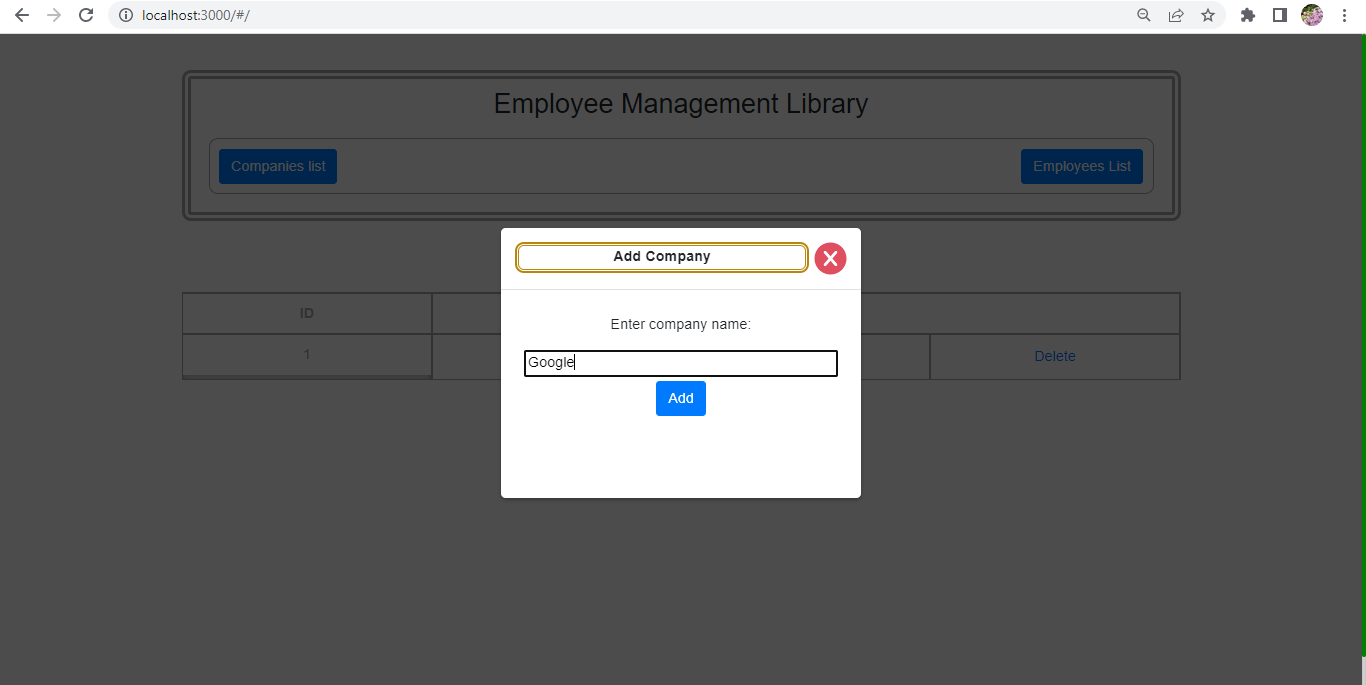 localhost:3000/#/
Employee Management Library
Companies list
Employees List
Add Company
Enter company name:
Google
Add
ID
1
Delete